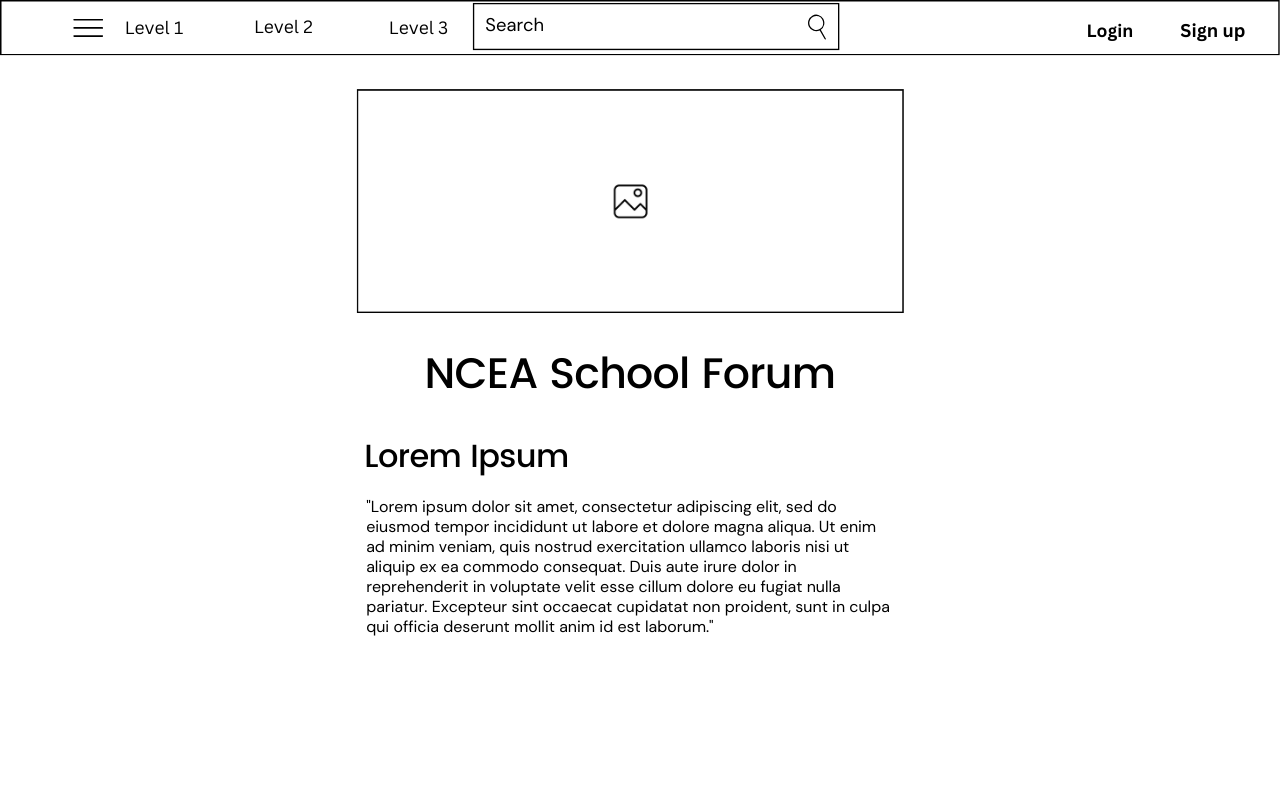 Level 1
Level 2
Level 3
Search
Login
Sign up
NCEA School Forum
Lorem Ipsum
"Lorem ipsum dolor sit amet, consectetur adipiscing elit, sed do
eiusmod tempor incididunt ut labore et dolore magna aliqua. Ut enim
ad minim veniam, quis nostrud exercitation ullamco laboris nisi ut
aliquip ex ea commodo consequat. Duis aute irure dolor in
reprehenderit in voluptate velit esse cillum dolore eu fugiat nulla
pariatur. Excepteur sint occaecat cupidatat non proident, sunt in culpa
qui officia deserunt mollit anim id est laborum."